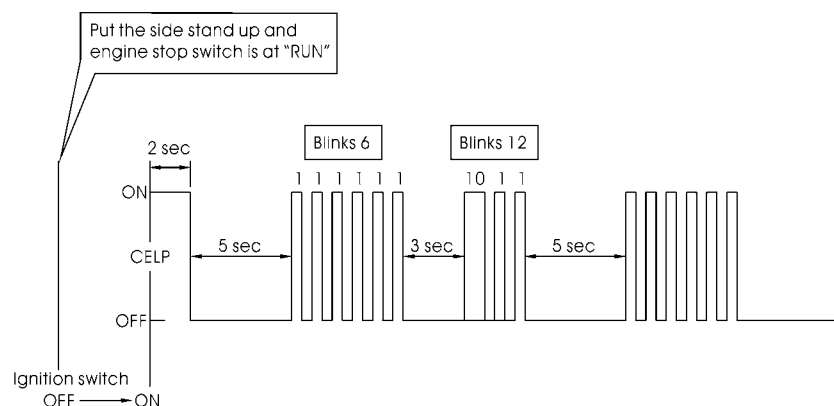 Put the side stand up and
engine stop switch is at “RUN”
Blinks 6
Blinks 12
2 sec
1 1 1 1 1 1
10 1 1
ON
5 sec
3 sec
5 sec
CELP
OFF
Ignition switch
OFF ON